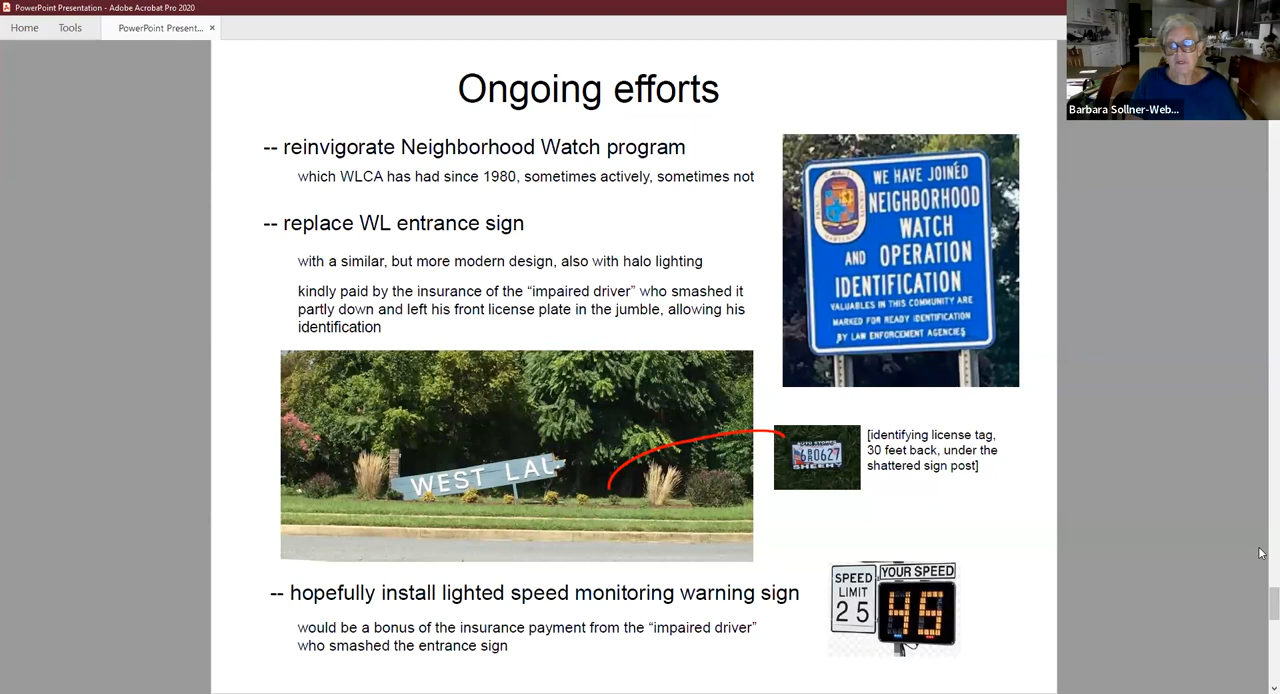 PowerPoint Presentation - Adobe Acrobat Pro 2020
Home Tools PowerPoint Present... ×
Barbara Sollner-Web...
Ongoing efforts
-- reinvigorate Neighborhood Watch program
which WLCA has had since 1980, sometimes actively, sometimes not
-- replace WL entrance sign
with a similar, but more modern design, also with halo lighting
kindly paid by the insurance of the “impaired driver” who smashed it
partly down and left his front license plate in the jumble, allowing his
identification
WE HAVE JOINED
NEIGHBORHOOD
WATCH
AND OPERATION
IDENTIFICATION
VALUABLES IN THIS COMMUNITY ARE
MARKED FOR READY IDENTIFICATION
BY LAW ENFORCEMENT AGENCIES
WEST LAU
AUTO STORES
SHEEHY
[identifying license tag,
30 feet back, under the
shattered sign post]
-- hopefully install lighted speed monitoring warning sign
would be a bonus of the insurance payment from the “impaired driver”
who smashed the entrance sign
SPEED
LIMIT
25
YOUR SPEED